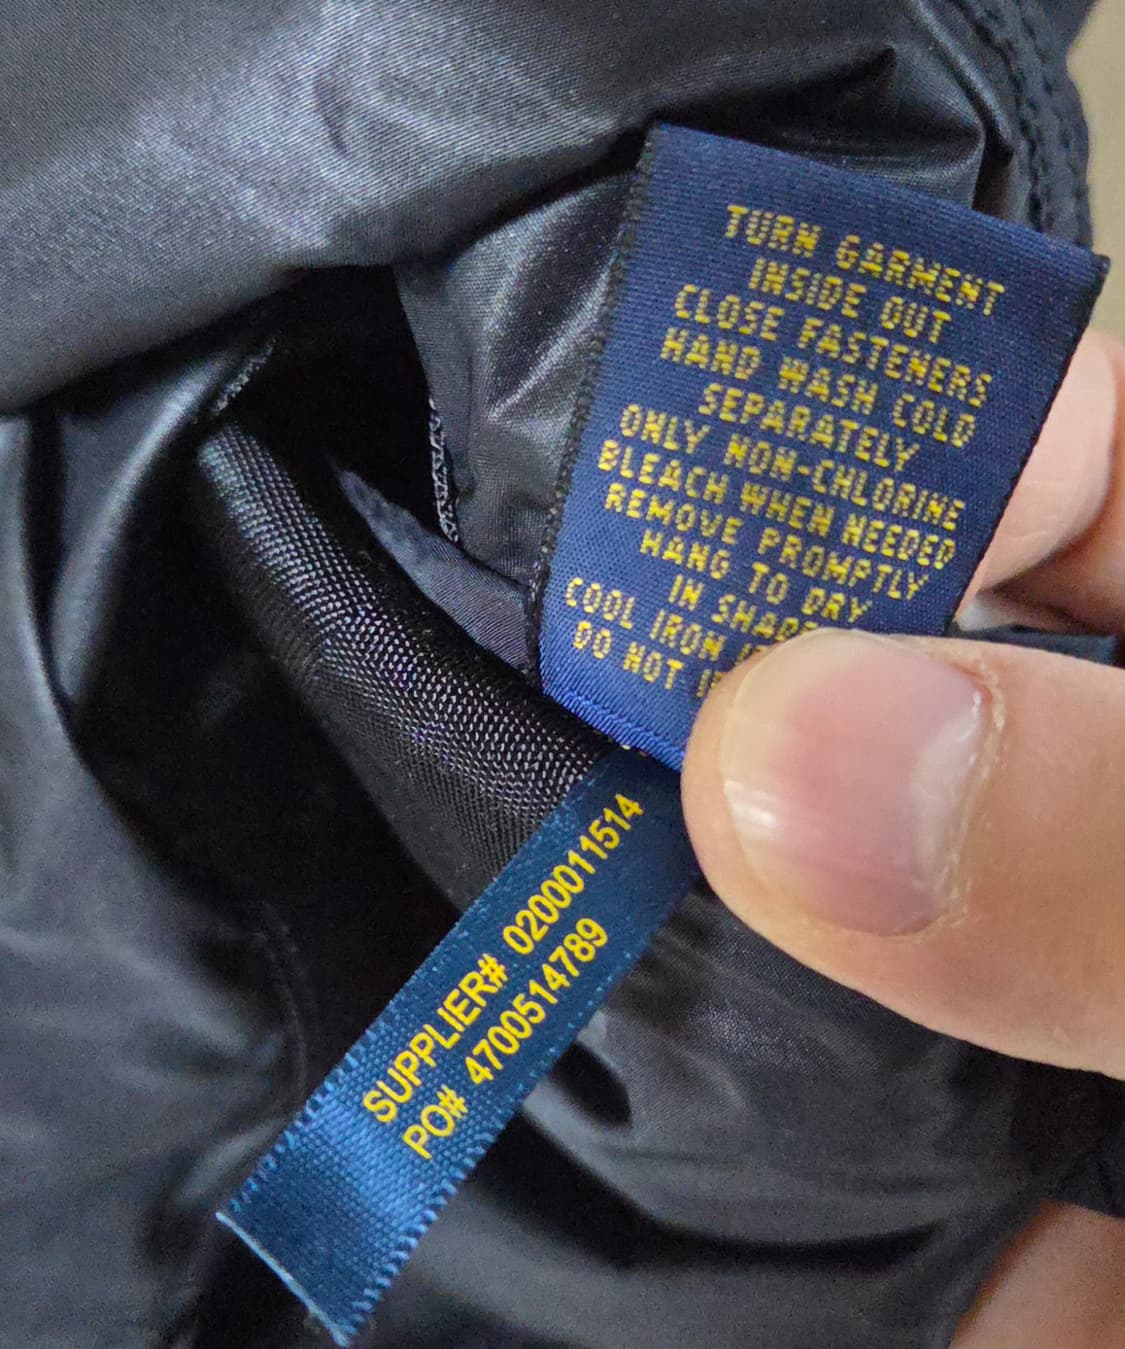 TURN GARMENT
INSIDE OUT
CLOSE FASTENERS
HAND WASH COLD
SEPARATELY
ONLY NON-CHLORINE
BLEACH WHEN NEEDED
REMOVE PROMPTLY
HANG TO DRY
IN SHADE
COOL IRON
DO NOT
SUPPLIER# 0200011514
PO# 4700514789